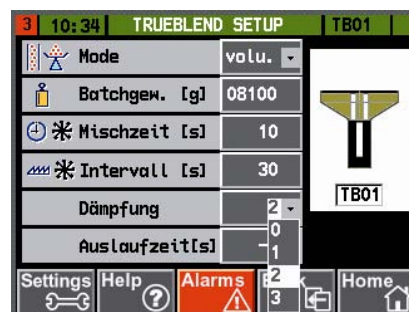 3 10:34 TRUEBLEND SETUP TB01
Mode volu.
Batchgew. [g] 08100
Mischzeit [s] 10
Intervall [s] 30
TB01
Dämpfung 2
0
Auslaufzeit[s] -
1
2
3
Settings Help Alarms Home